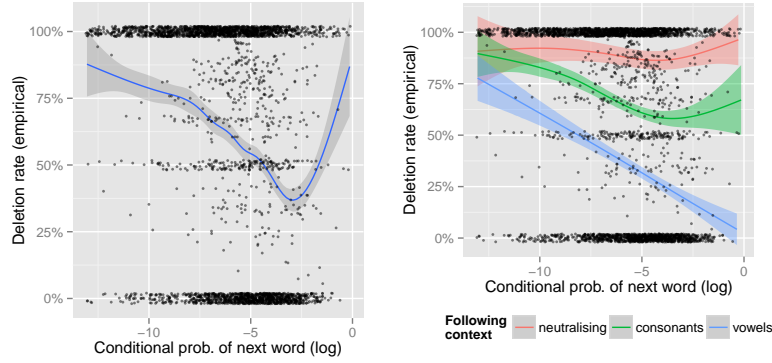 100%
75%
50%
25%
0%
Deletion rate (empirical)
−10 −5 0
Conditional prob. of next word (log)
100%
75%
50%
25%
0%
Deletion rate (empirical)
−10 −5 0
Conditional prob. of next word (log)
Following
context
neutralising consonants vowels